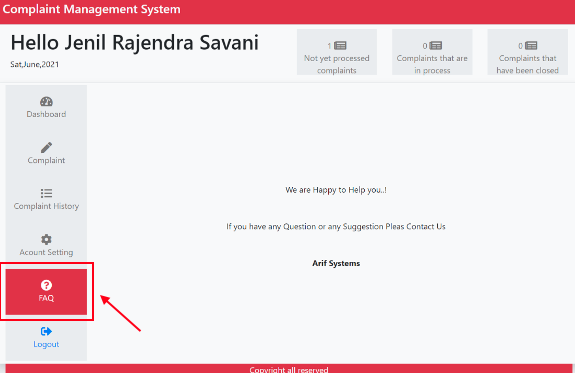 Complaint Management System
Hello Jenil Rajendra Savani
Sat,June,2021
1
Not yet processed
complaints
0
Complaints that are
in process
0
Complaints that
have been closed
Dashboard
Complaint
Complaint History
Acount Setting
FAQ
Logout
We are Happy to Help you..!
If you have any Question or any Suggestion Pleas Contact Us
Arif Systems
Copyright all reserved